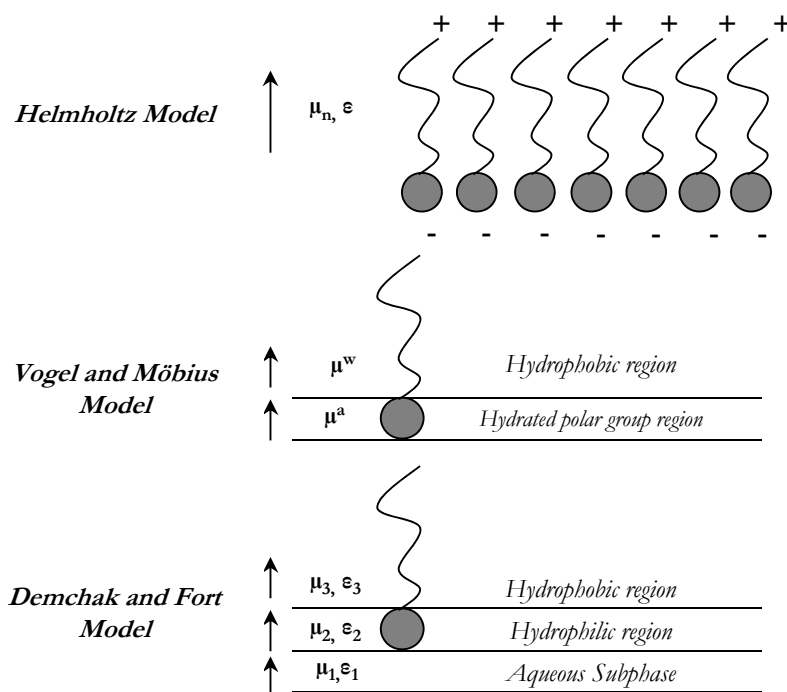 + + + + + + +
Helmholtz Model
μn, ε
- - - - - - -
Vogel and Möbius
Model
μw
Hydrophobic region
μa
Hydrated polar group region
Demchak and Fort
Model
μ3, ε3
Hydrophobic region
μ2, ε2
Hydrophilic region
μ1,ε1
Aqueous Subphase